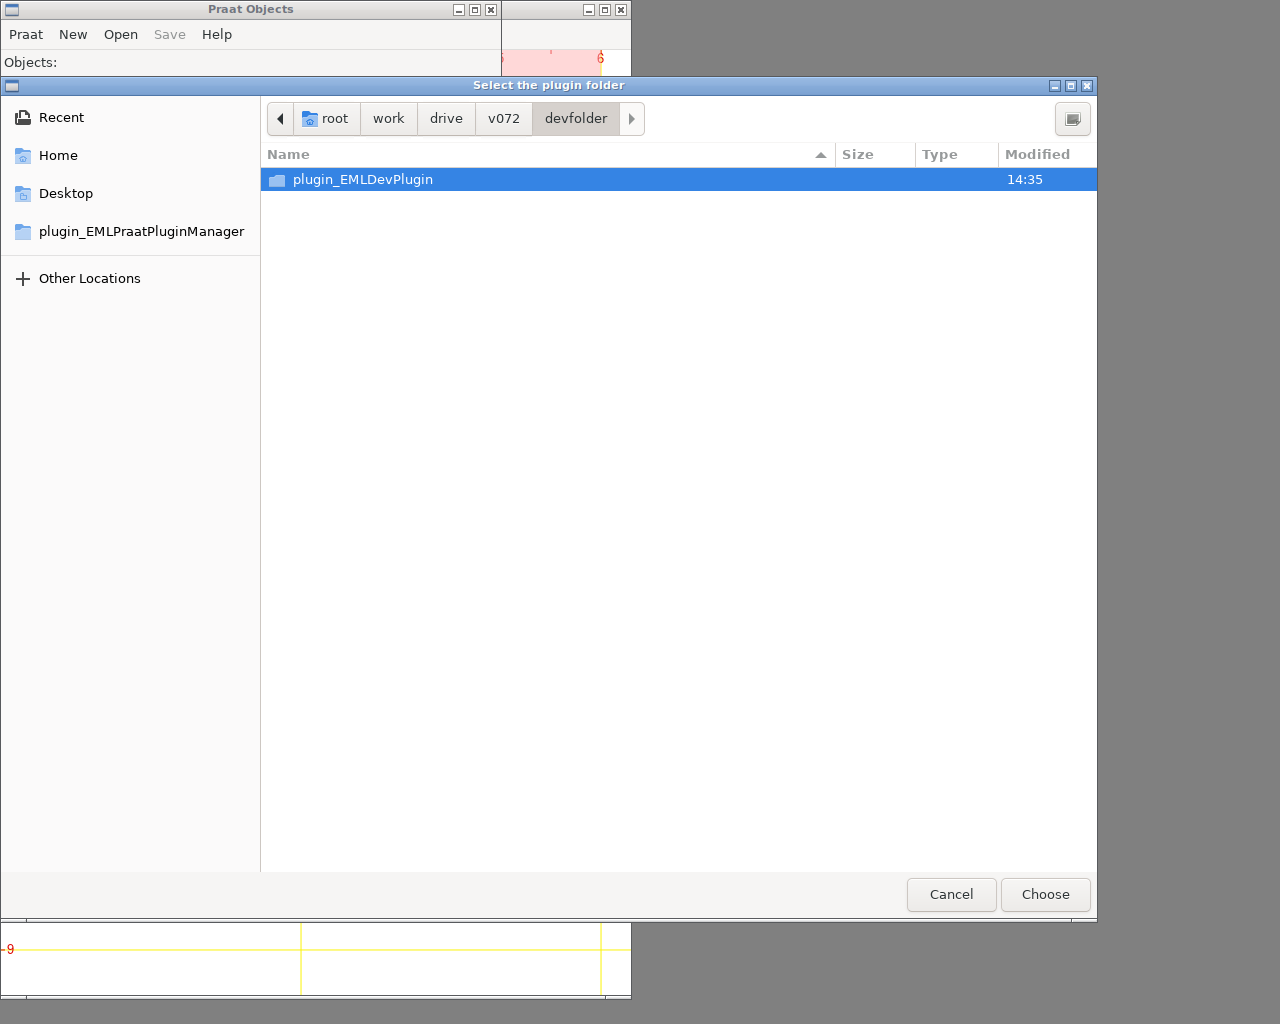 Praat Objects
Praat New Open Save Help
Objects:
6
Select the plugin folder
Recent
Home
Desktop
plugin_EMLPraatPluginManager
Other Locations
root work drive v072 devfolder
Name Size Type Modified
plugin_EMLDevPlugin 14:35
Cancel Choose
9